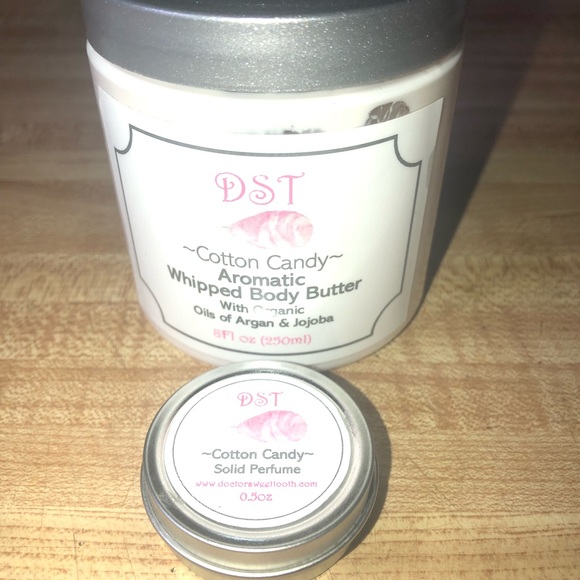 DST
~Cotton Candy~
Aromatic
Whipped Body Butter
With Organic
Oils of Argan & Jojoba
8Fl oz (250ml)
DST
~Cotton Candy~
Solid Perfume
www.doctorsweettooth.com
0.5oz